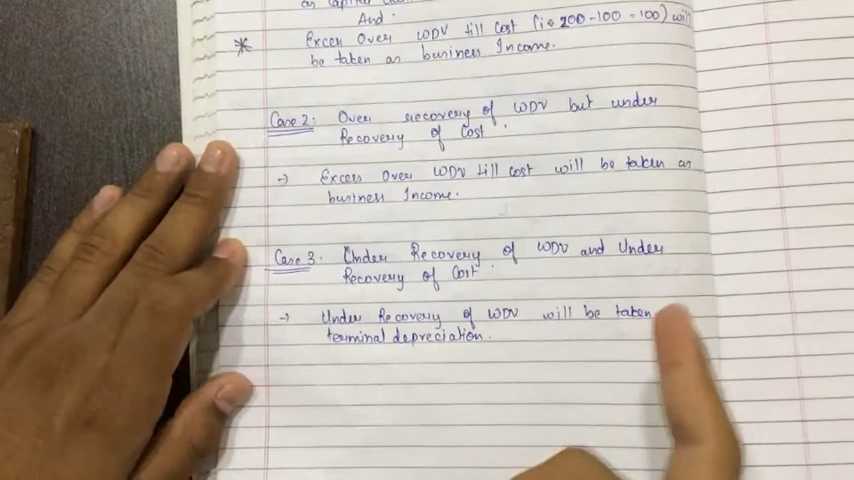 as capital
And
* Excess Over WDV till Cost (i.e 200-100=100) will
be taken as business Income.
Case 2: Over recovery of WDV but under
Recovery of Cost.
→ Excess Over WDV till cost will be taken as
business Income.
Case 3. Under Recovery of WDV and Under
Recovery of Cost.
→ Under Recovery of WDV will be taken
terminal depreciation.